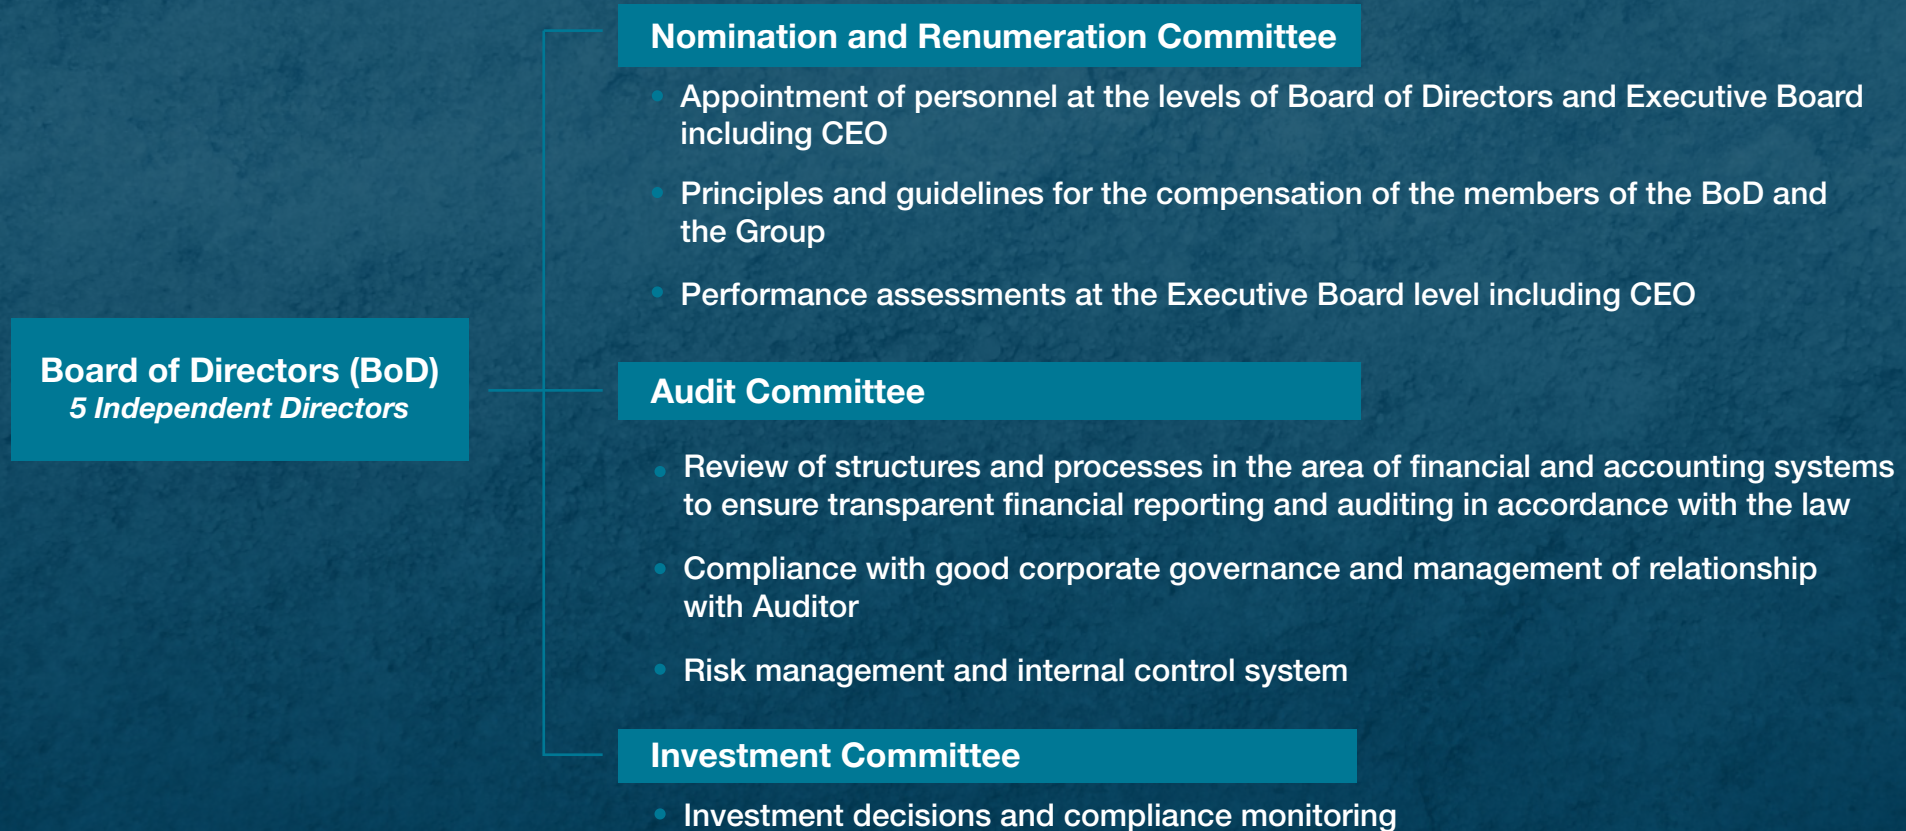 Board of Directors (BoD)
5 Independent Directors
Nomination and Renumeration Committee
• Appointment of personnel at the levels of Board of Directors and Executive Board
including CEO
• Principles and guidelines for the compensation of the members of the BoD and
the Group
• Performance assessments at the Executive Board level including CEO
Audit Committee
• Review of structures and processes in the area of financial and accounting systems
to ensure transparent financial reporting and auditing in accordance with the law
• Compliance with good corporate governance and management of relationship
with Auditor
• Risk management and internal control system
Investment Committee
• Investment decisions and compliance monitoring